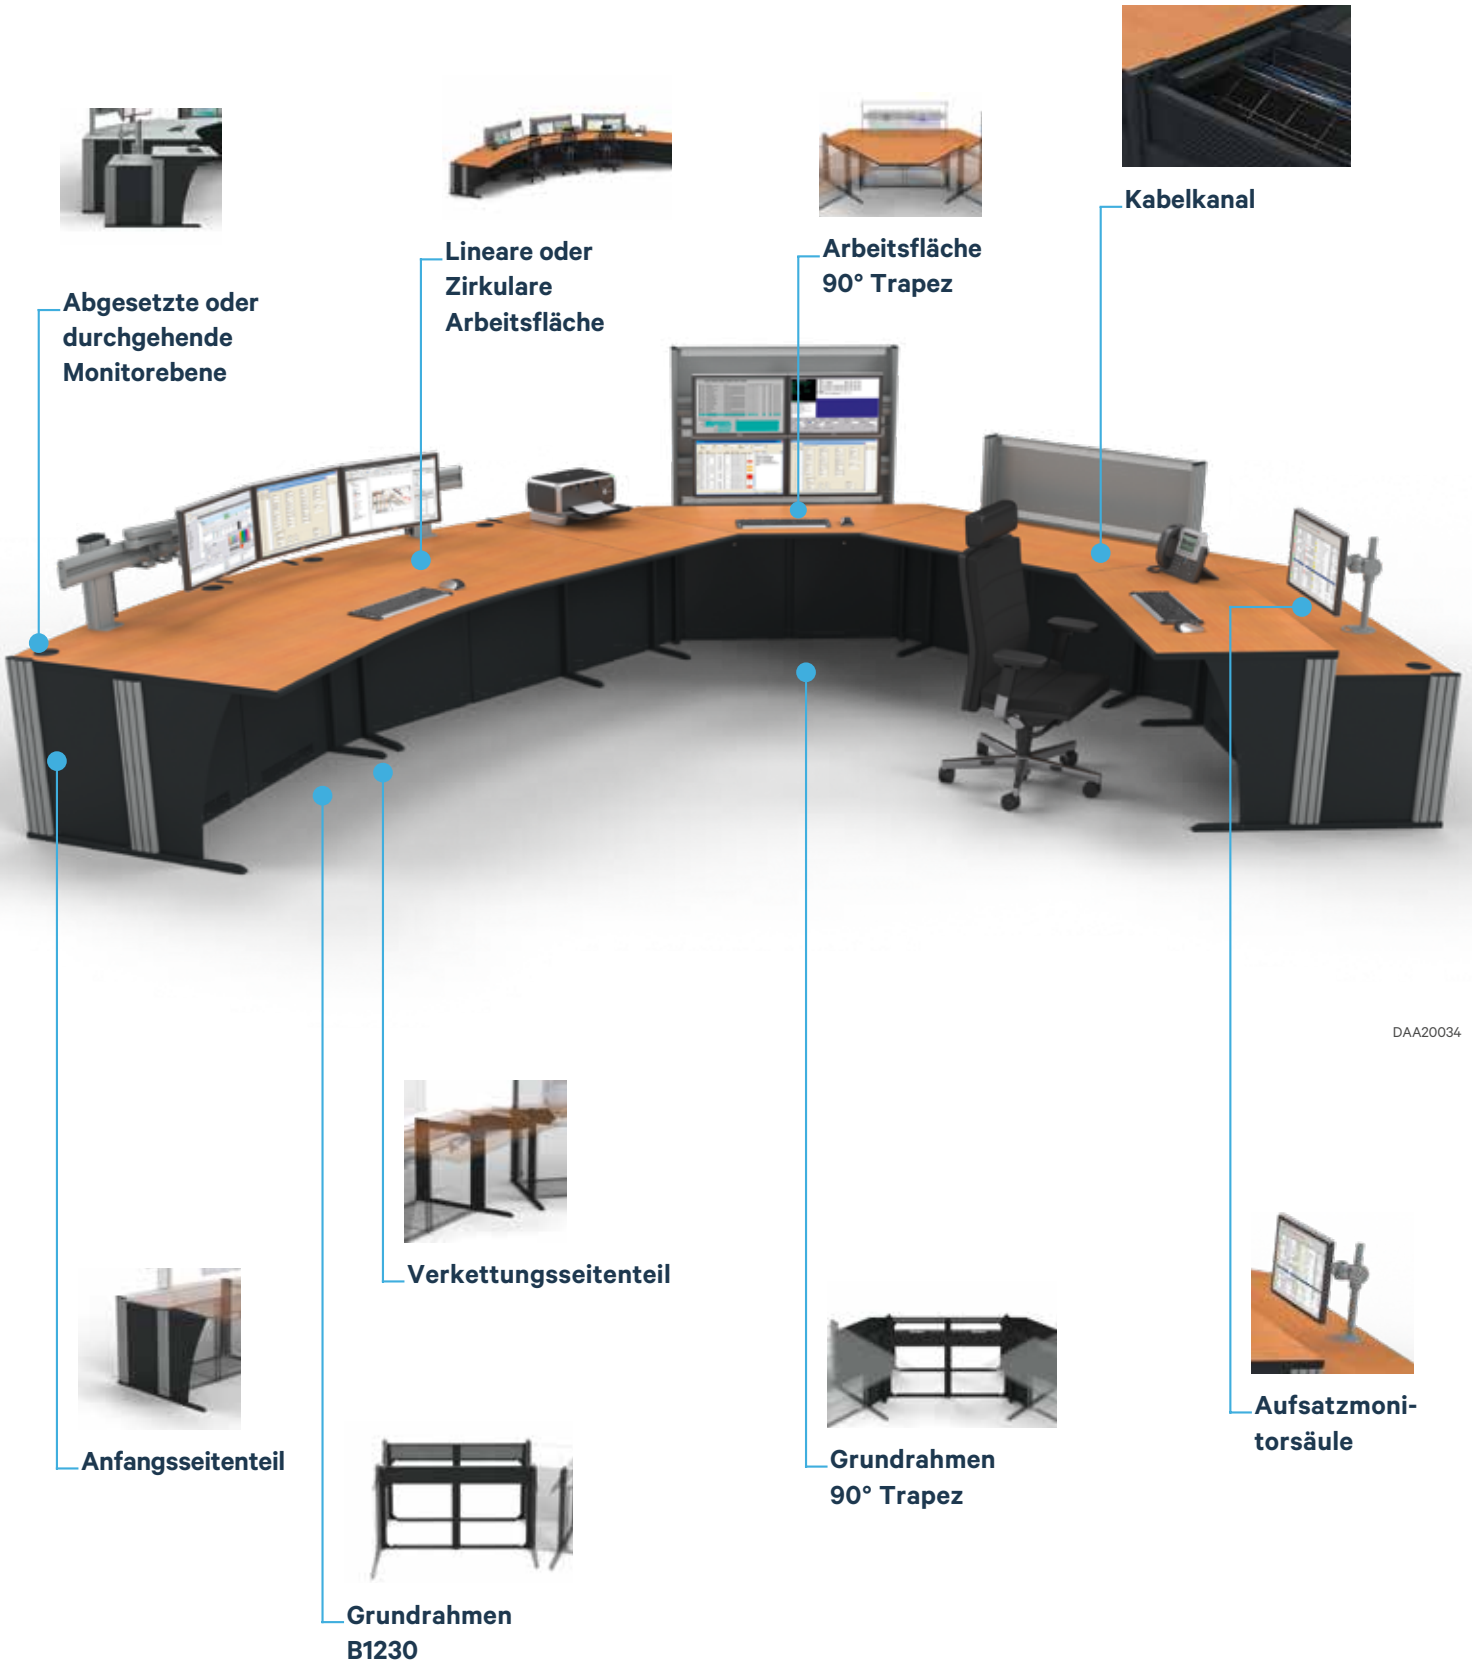 Kabelkanal
Lineare oder
Zirkulare
Arbeitsfläche
Arbeitsfläche
90° Trapez
Abgesetzte oder
durchgehende
Monitorebene
DAA20034
Verkettungsseitenteil
Anfangsseitenteil
Aufsatzmoni-
torsäule
Grundrahmen
90° Trapez
Grundrahmen
B1230